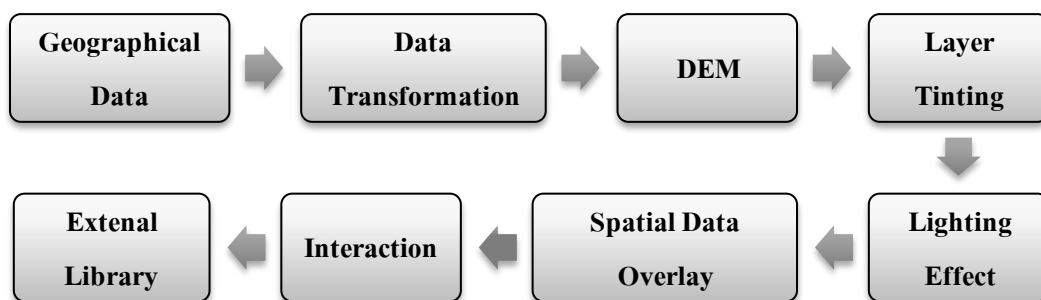 Geographical
Data
Data
Transformation
DEM
Layer
Tinting
Lighting
Effect
Spatial Data
Overlay
Interaction
Extenal
Library